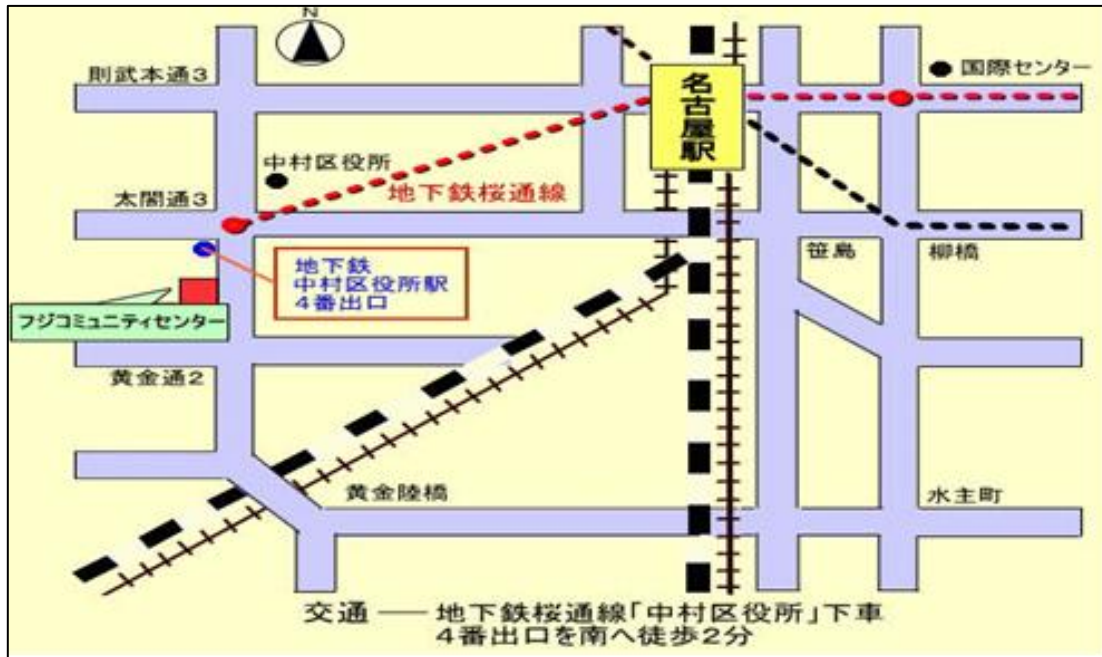 N
則武本通3
名古屋駅
国際センター
中村区役所
太閤通3
地下鉄桜通線
笹島
柳橋
地下鉄
中村区役所駅
4番出口
フジコミュニティセンター
黄金通2
黄金陸橋
水主町
交通 ― 地下鉄桜通線「中村区役所」下車
4番出口を南へ徒歩2分